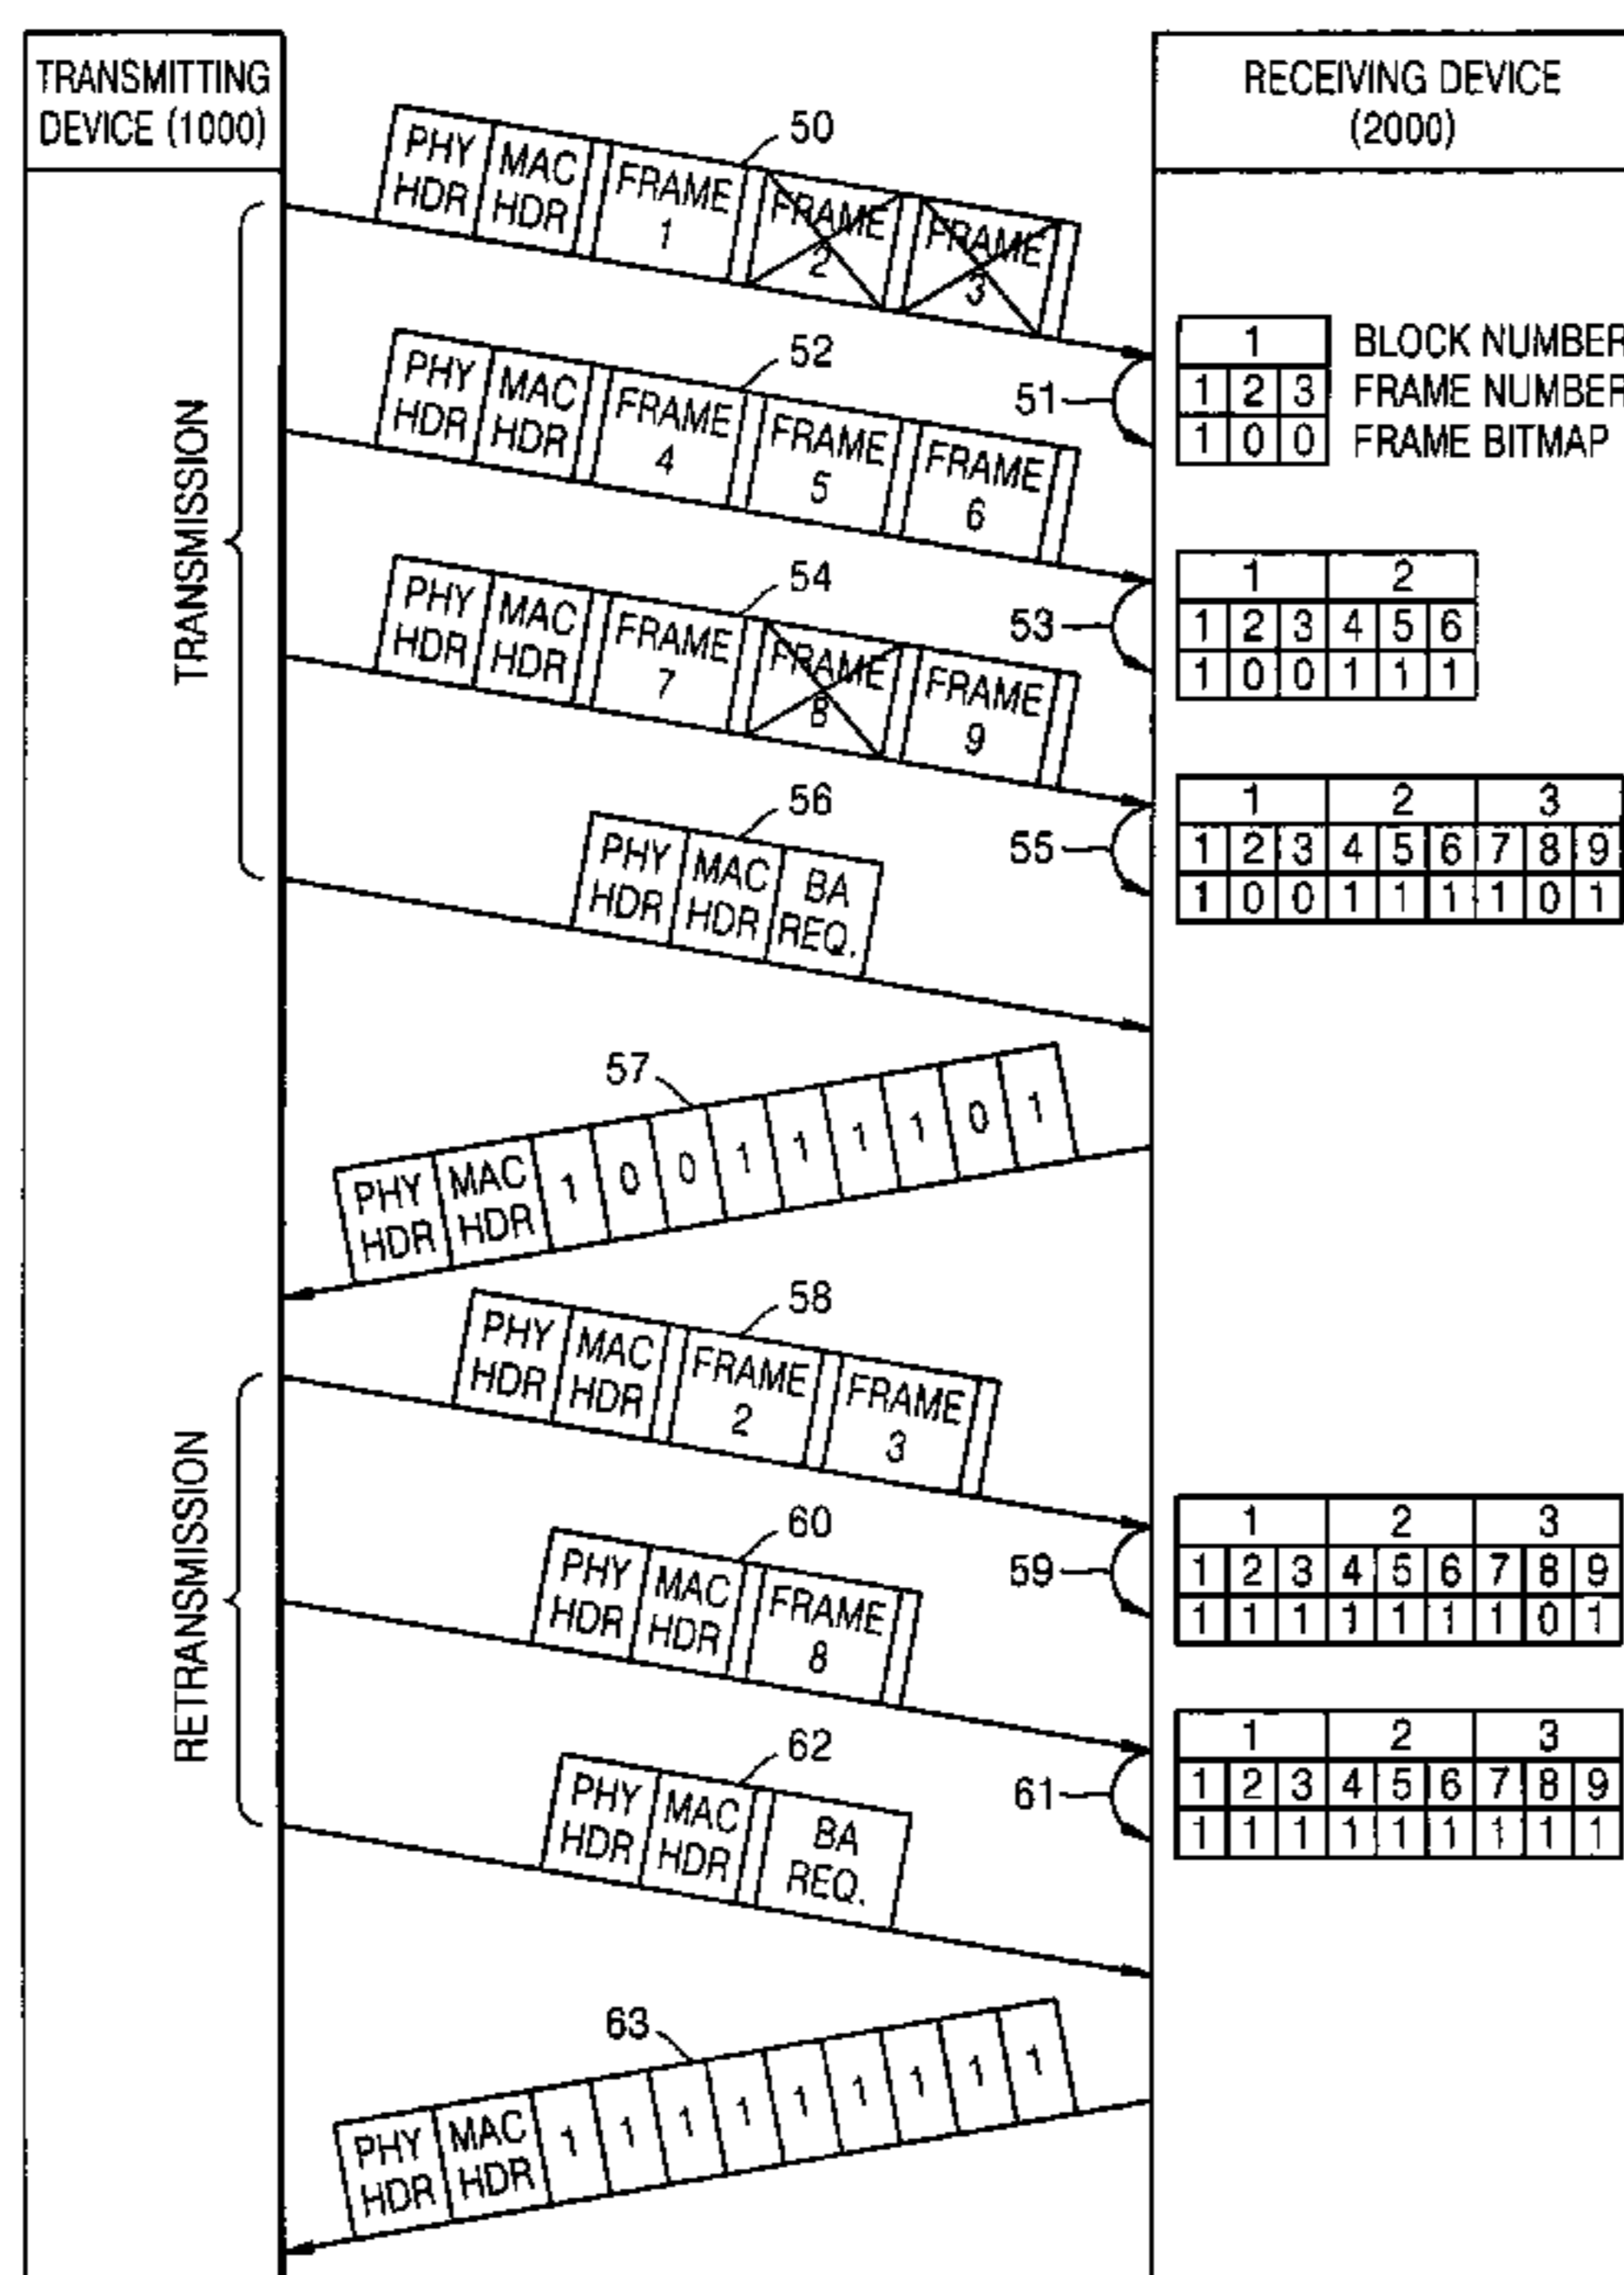 TRANSMITTING
DEVICE (1000)
RECEIVING DEVICE
(2000)
TRANSMISSION
50
PHY HDR MAC HDR FRAME 1 FRAME 2 FRAME 3
51
1 BLOCK NUMBER
1 2 3 FRAME NUMBER
1 0 0 FRAME BITMAP
52
PHY HDR MAC HDR FRAME 4 FRAME 5 FRAME 6
53
1 2
1 2 3 4 5 6
1 0 0 1 1 1
54
PHY HDR MAC HDR FRAME 7 FRAME 8 FRAME 9
55
1 2 3
1 2 3 4 5 6 7 8 9
1 0 0 1 1 1 1 0 1
56
PHY HDR MAC HDR BA REQ.
57
PHY HDR MAC HDR 1 0 0 1 1 1 1 0 1
RETRANSMISSION
58
PHY HDR MAC HDR FRAME 2 FRAME 3
59
1 2 3
1 2 3 4 5 6 7 8 9
1 1 1 1 1 1 1 0 1
60
PHY HDR MAC HDR FRAME 8
61
1 2 3
1 2 3 4 5 6 7 8 9
1 1 1 1 1 1 1 1 1
62
PHY HDR MAC HDR BA REQ.
63
PHY HDR MAC HDR 1 1 1 1 1 1 1 1 1